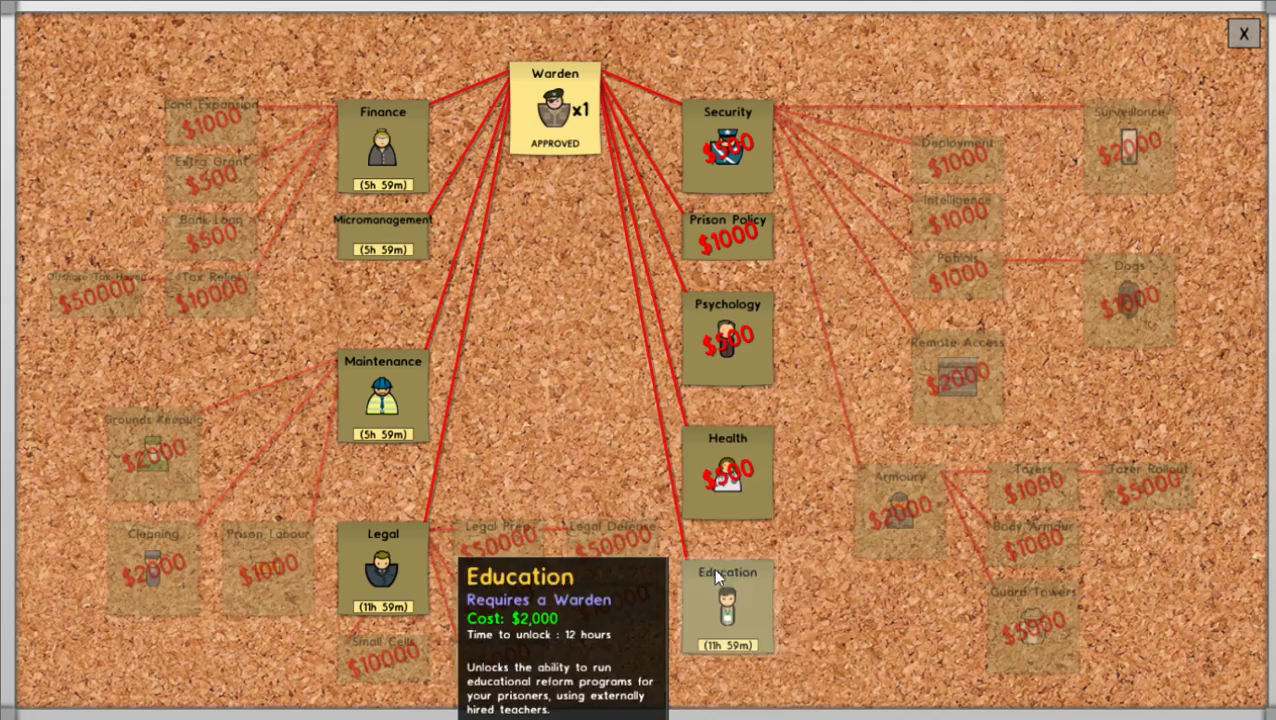 X
Warden
x1
APPROVED
Finance
(5h 59m)
Micromanagement
(5h 59m)
Maintenance
(5h 59m)
Legal
(11h 59m)
Extra Grant
$500
Bank Loan
$500
$1000
Offshore Tax Haven
$50000
Tax Relief
$10000
Grounds Keeping
$2000
Cleaning
$2000
Prison Labour
$1000
Small Cells
$10000
Legal Prep
$50000
Legal Defense
$50000
Security
$500
Prison Policy
$1000
Psychology
$500
Health
$500
Education
(11h 59m)
Deployment
$1000
Intelligence
$1000
Patrols
$1000
Surveillance
$2000
Dogs
$1000
Remote Access
$2000
Armoury
$2000
Tazers
$1000
Tazer Rollout
$5000
Body Armour
$1000
Guard Towers
$5000
Education
Requires a Warden
Cost: $2,000
Time to unlock : 12 hours
Unlocks the ability to run
educational reform programs for
your prisoners, using externally
hired teachers.